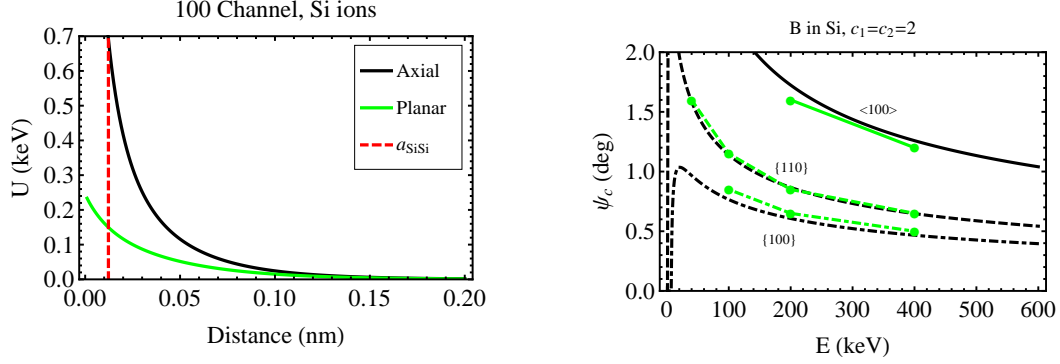 100 Channel, Si ions
U (keV)
0.7
0.6
0.5
0.4
0.3
0.2
0.1
0.0
Axial
Planar
a_SiSi
0.00 0.05 0.10 0.15 0.20
Distance (nm)
B in Si, c₁=c₂=2
ψ_c (deg)
2.0
1.5
1.0
0.5
0.0
<100>
{110}
{100}
0 100 200 300 400 500 600
E (keV)